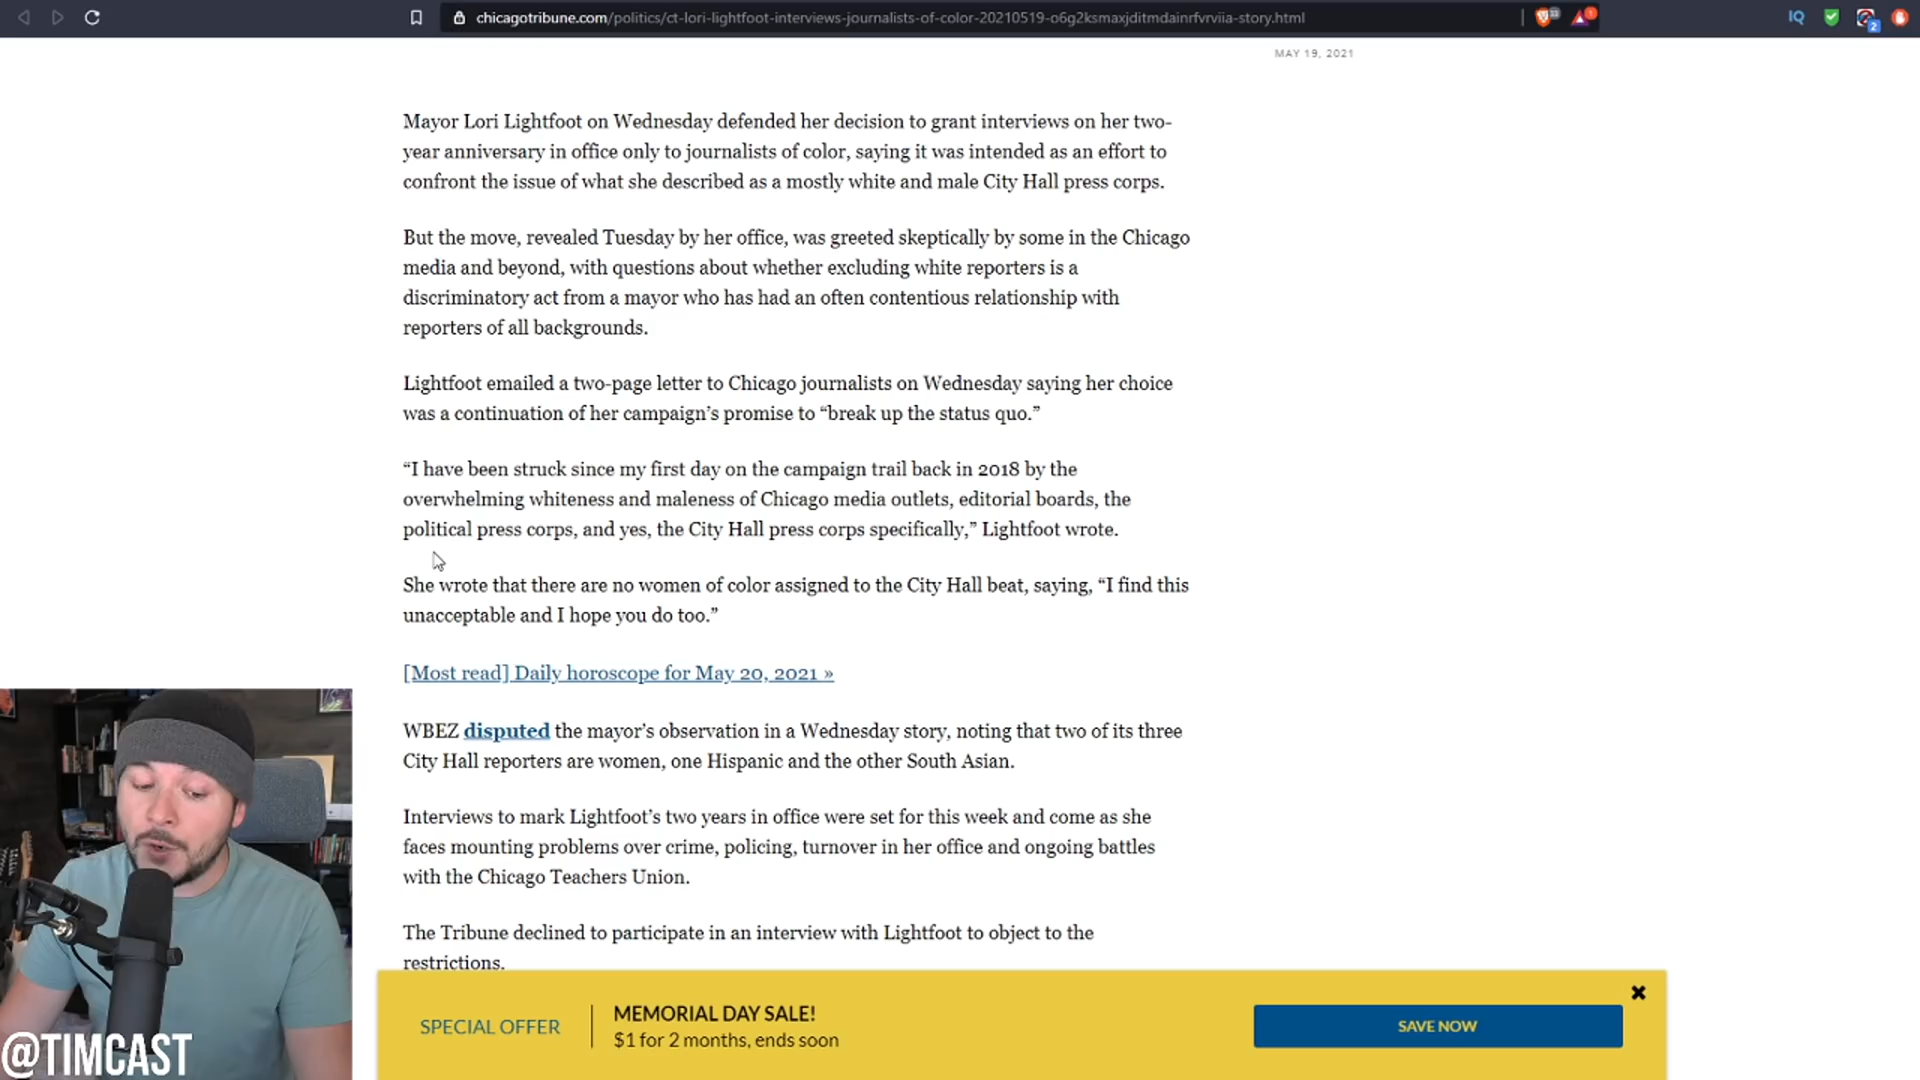 chicagotribune.com/politics/ct-lori-lightfoot-interviews-journalists-of-color-20210519-o6g2ksmaxjditmdainrfvrviia-story.html
IQ
2
MAY 19, 2021
Mayor Lori Lightfoot on Wednesday defended her decision to grant interviews on her two-
year anniversary in office only to journalists of color, saying it was intended as an effort to
confront the issue of what she described as a mostly white and male City Hall press corps.
But the move, revealed Tuesday by her office, was greeted skeptically by some in the Chicago
media and beyond, with questions about whether excluding white reporters is a
discriminatory act from a mayor who has had an often contentious relationship with
reporters of all backgrounds.
Lightfoot emailed a two-page letter to Chicago journalists on Wednesday saying her choice
was a continuation of her campaign’s promise to “break up the status quo.”
“I have been struck since my first day on the campaign trail back in 2018 by the
overwhelming whiteness and maleness of Chicago media outlets, editorial boards, the
political press corps, and yes, the City Hall press corps specifically,” Lightfoot wrote.
She wrote that there are no women of color assigned to the City Hall beat, saying, “I find this
unacceptable and I hope you do too.”
[Most read] Daily horoscope for May 20, 2021 »
WBEZ disputed the mayor’s observation in a Wednesday story, noting that two of its three
City Hall reporters are women, one Hispanic and the other South Asian.
Interviews to mark Lightfoot’s two years in office were set for this week and come as she
faces mounting problems over crime, policing, turnover in her office and ongoing battles
with the Chicago Teachers Union.
The Tribune declined to participate in an interview with Lightfoot to object to the
restrictions.
SPECIAL OFFER
MEMORIAL DAY SALE!
$1 for 2 months, ends soon
SAVE NOW
@TIMCAST